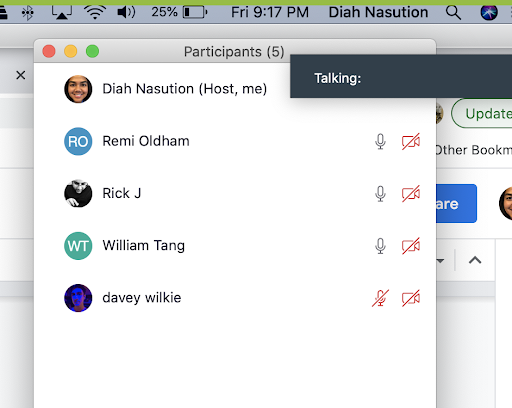 25% Fri 9:17 PM Diah Nasution
Participants (5)
Talking:
Diah Nasution (Host, me)
Update
RO Remi Oldham
Other Bookm
Rick J
are
WT William Tang
davey wilkie